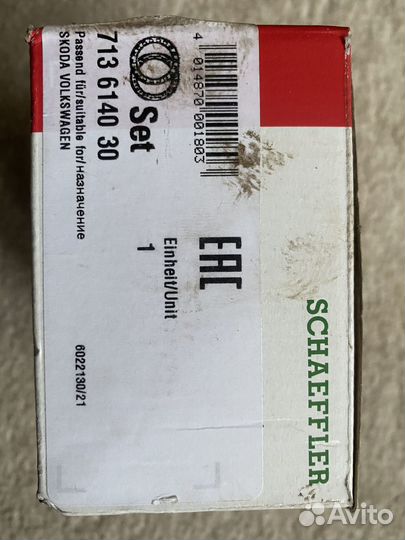 4 014870 001803
Set
713 6140 30
Passend für/suitable for/назначение
SKODA VOLKSWAGEN
EAC
Einheit/Unit
1
6022130/21
SCHAEFFLER
Avito